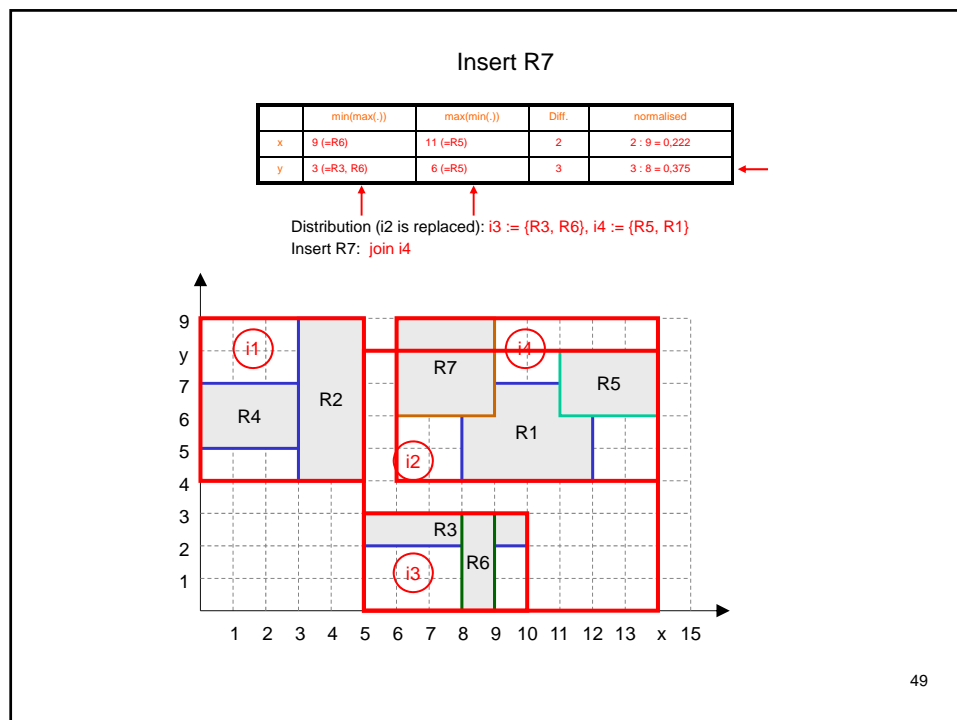 Insert R7
min(max(.)) max(min(.)) Diff. normalised
x 9 (=R6) 11 (=R5) 2 2 : 9 = 0,222
y 3 (=R3, R6) 6 (=R5) 3 3 : 8 = 0,375
Distribution (i2 is replaced): i3 := {R3, R6}, i4 := {R5, R1}
Insert R7: join i4
9
y
7
6
5
4
3
2
1
i1
R4
R2
R7
i4
R5
R1
i2
R3
R6
i3
1 2 3 4 5 6 7 8 9 10 11 12 13 x 15
49